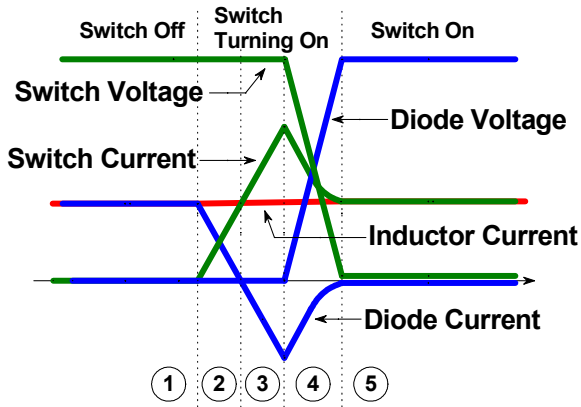 Switch Off
Switch
Turning On
Switch On
Switch Voltage
Diode Voltage
Switch Current
Inductor Current
Diode Current
1 2 3 4 5